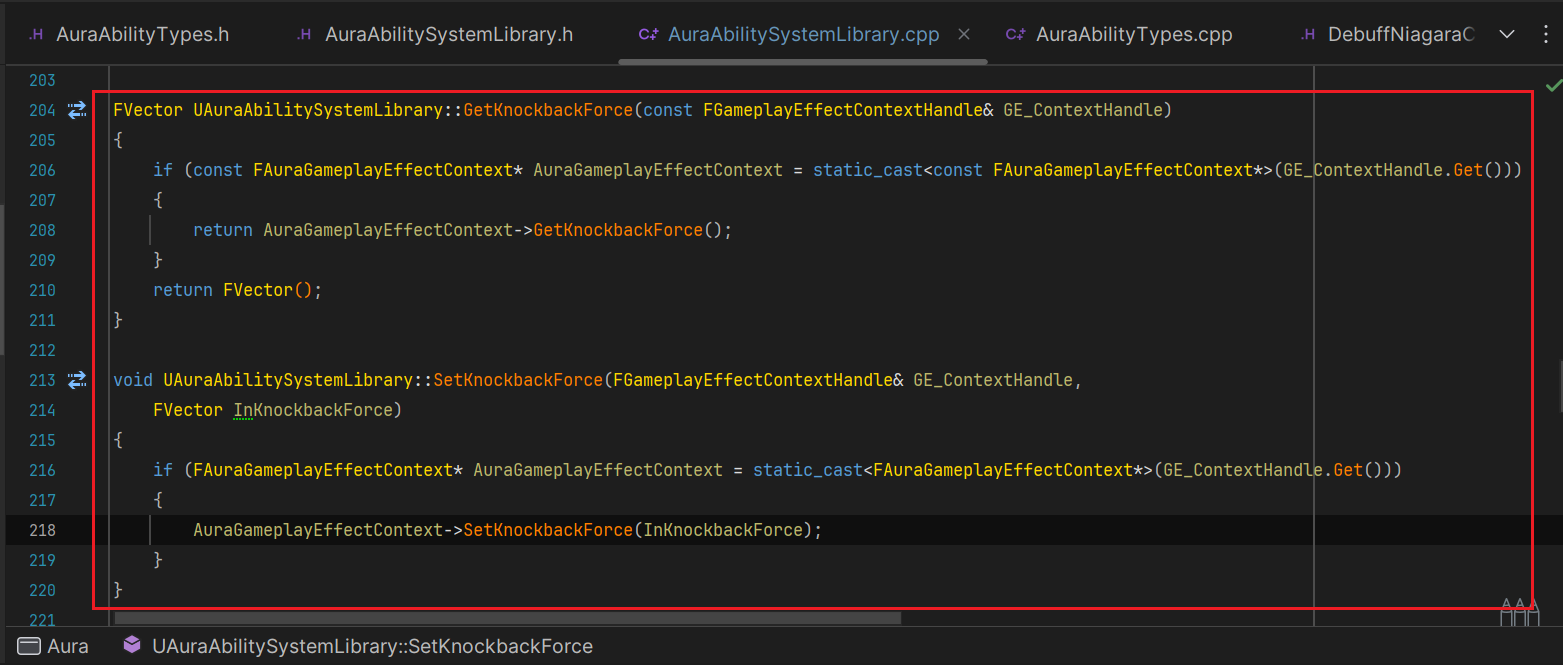 .H AuraAbilityTypes.h .H AuraAbilitySystemLibrary.h C++ AuraAbilitySystemLibrary.cpp C++ AuraAbilityTypes.cpp .H DebuffNiagaraC
203
204 FVector UAuraAbilitySystemLibrary::GetKnockbackForce(const FGameplayEffectContextHandle& GE_ContextHandle)
205 {
206     if (const FAuraGameplayEffectContext* AuraGameplayEffectContext = static_cast<const FAuraGameplayEffectContext*>(GE_ContextHandle.Get()))
207     {
208         return AuraGameplayEffectContext->GetKnockbackForce();
209     }
210     return FVector();
211 }
212
213 void UAuraAbilitySystemLibrary::SetKnockbackForce(FGameplayEffectContextHandle& GE_ContextHandle,
214     FVector InKnockbackForce)
215 {
216     if (FAuraGameplayEffectContext* AuraGameplayEffectContext = static_cast<FAuraGameplayEffectContext*>(GE_ContextHandle.Get()))
217     {
218         AuraGameplayEffectContext->SetKnockbackForce(InKnockbackForce);
219     }
220 }
221
Aura UAuraAbilitySystemLibrary::SetKnockbackForce